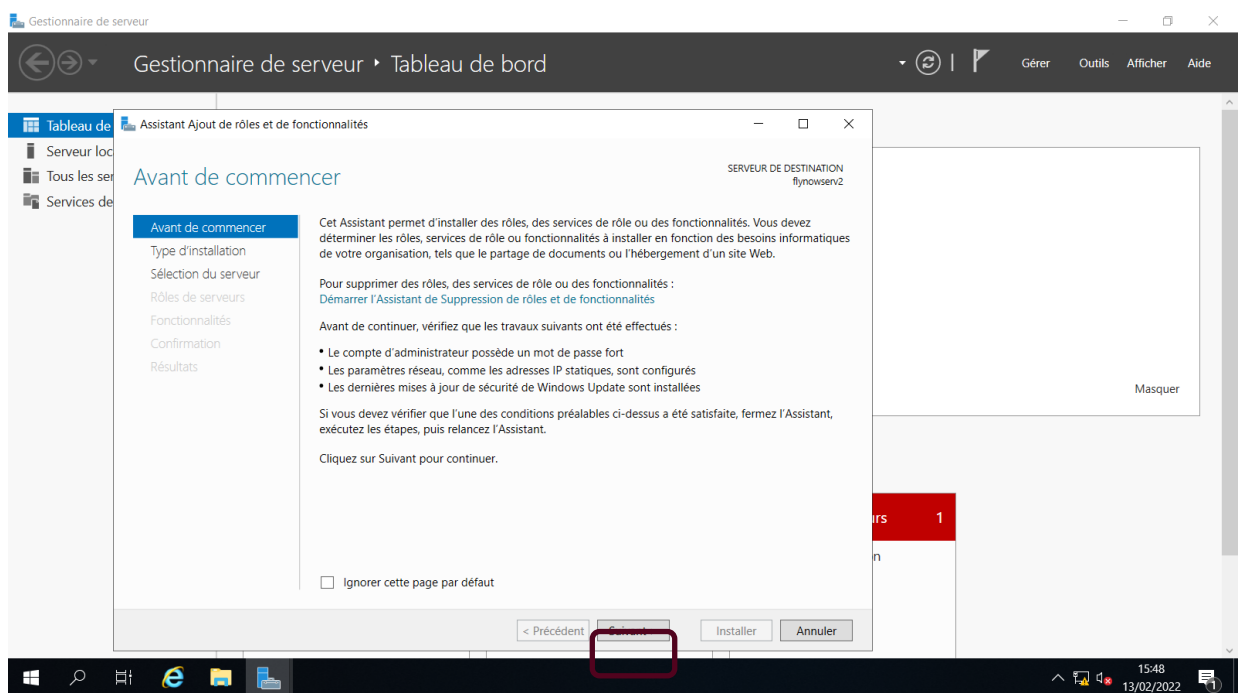 Gestionnaire de serveur
Gestionnaire de serveur • Tableau de bord
Gérer Outils Afficher Aide
Tableau de
Serveur loc
Tous les ser
Services de
Assistant Ajout de rôles et de fonctionnalités
Avant de commencer
SERVEUR DE DESTINATION
flynowserv2
Avant de commencer
Type d'installation
Sélection du serveur
Rôles de serveurs
Fonctionnalités
Confirmation
Résultats
Cet Assistant permet d'installer des rôles, des services de rôle ou des fonctionnalités. Vous devez
déterminer les rôles, services de rôle ou fonctionnalités à installer en fonction des besoins informatiques
de votre organisation, tels que le partage de documents ou l'hébergement d'un site Web.
Pour supprimer des rôles, des services de rôle ou des fonctionnalités :
Démarrer l'Assistant de Suppression de rôles et de fonctionnalités
Avant de continuer, vérifiez que les travaux suivants ont été effectués :
• Le compte d'administrateur possède un mot de passe fort
• Les paramètres réseau, comme les adresses IP statiques, sont configurés
• Les dernières mises à jour de sécurité de Windows Update sont installées
Si vous devez vérifier que l'une des conditions préalables ci-dessus a été satisfaite, fermez l'Assistant,
exécutez les étapes, puis relancez l'Assistant.
Cliquez sur Suivant pour continuer.
Ignorer cette page par défaut
< Précédent Suivant Installer Annuler
Masquer
rs 1
n
15:48
13/02/2022
1